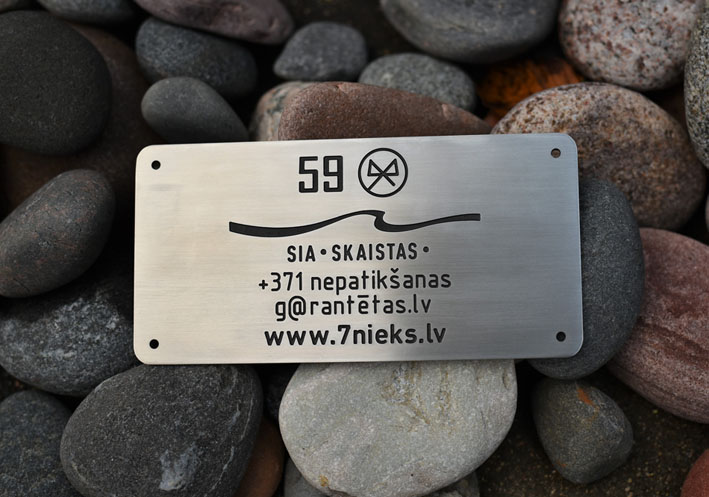 59
SIA • SKAISTAS •
+371 nepatikšanas
g@rantētas.lv
www.7nieks.lv